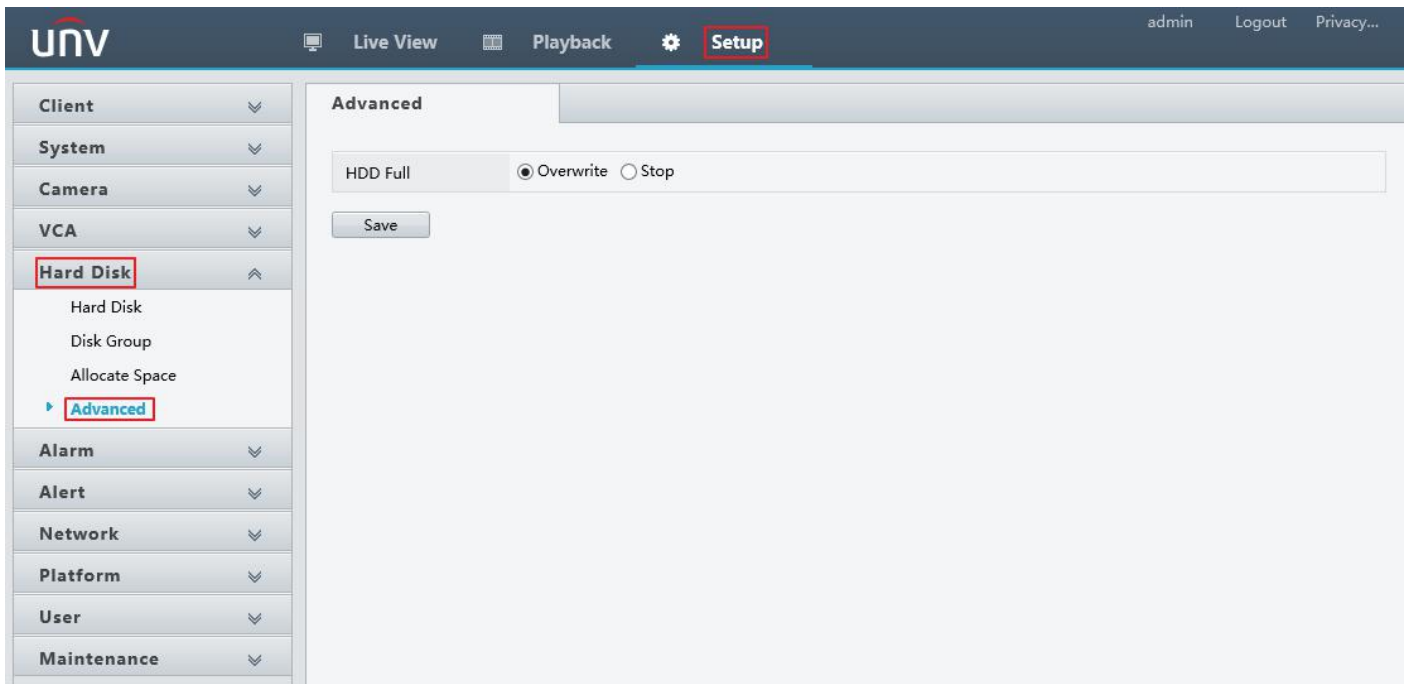 unv
Live View
Playback
Setup
admin
Logout
Privacy...
Client
System
Camera
VCA
Hard Disk
Hard Disk
Disk Group
Allocate Space
Advanced
Alarm
Alert
Network
Platform
User
Maintenance
Advanced
HDD Full
Overwrite
Stop
Save